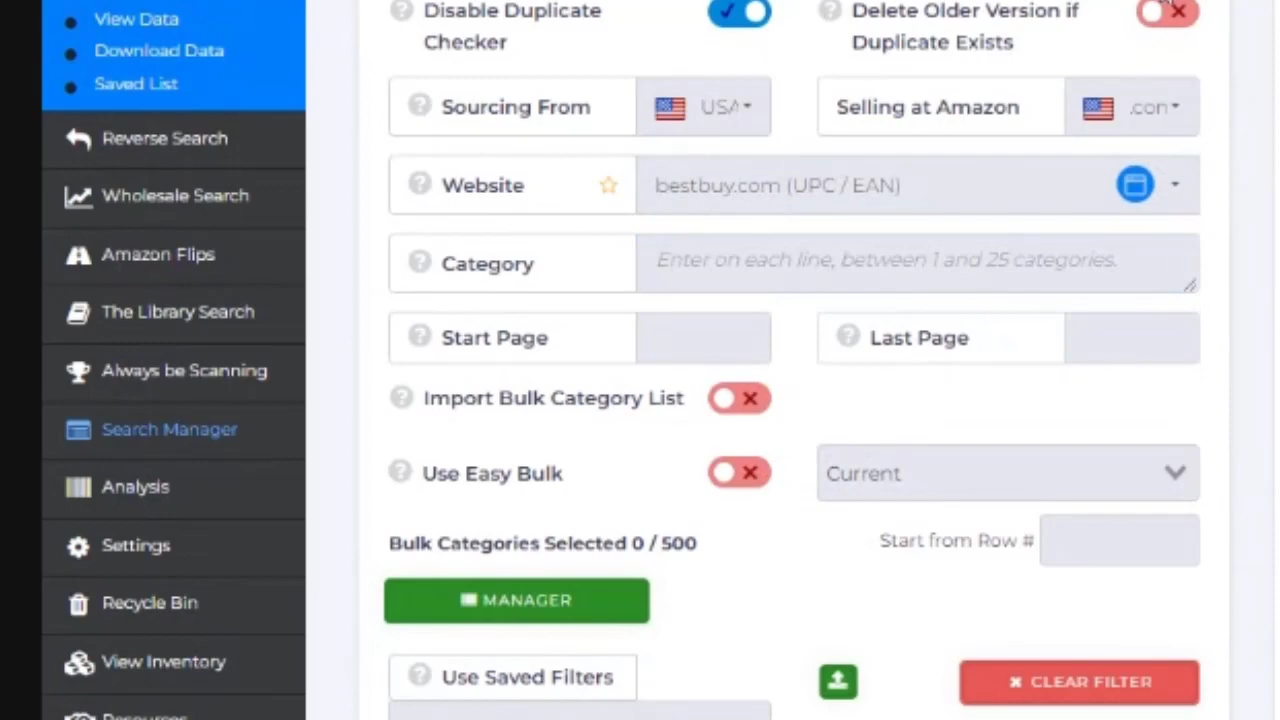 View Data
Download Data
Saved List
Reverse Search
Wholesale Search
Amazon Flips
The Library Search
Always be Scanning
Search Manager
Analysis
Settings
Recycle Bin
View Inventory
Resources
Disable Duplicate
Checker
Delete Older Version if
Duplicate Exists
Sourcing From
USA
Selling at Amazon
.con
Website
bestbuy.com (UPC / EAN)
Category
Enter on each line, between 1 and 25 categories.
Start Page
Last Page
Import Bulk Category List
Use Easy Bulk
Current
Bulk Categories Selected 0 / 500
Start from Row #
MANAGER
Use Saved Filters
CLEAR FILTER